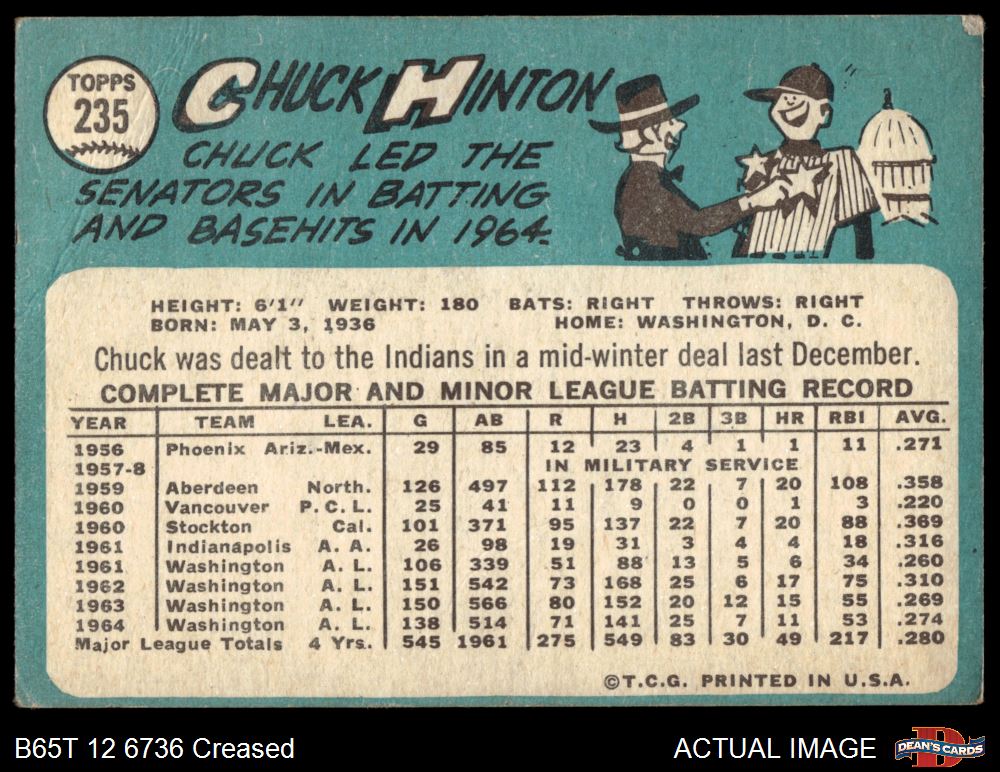 TOPPS
235
CHUCK HINTON
CHUCK LED THE
SENATORS IN BATTING
AND BASEHITS IN 1964.
HEIGHT: 6'1" WEIGHT: 180 BATS: RIGHT THROWS: RIGHT
BORN: MAY 3, 1936 HOME: WASHINGTON, D. C.
Chuck was dealt to the Indians in a mid-winter deal last December.
COMPLETE MAJOR AND MINOR LEAGUE BATTING RECORD
YEAR TEAM LEA. G AB R H 2B 3B HR RBI AVG.
1956 Phoenix Ariz.-Mex. 29 85 12 23 4 1 1 11 .271
1957-8 IN MILITARY SERVICE
1959 Aberdeen North. 126 497 112 178 22 7 20 108 .358
1960 Vancouver P.C.L. 25 41 11 9 0 0 1 3 .220
1960 Stockton Cal. 101 371 95 137 22 7 20 88 .369
1961 Indianapolis A. A. 26 98 19 31 3 4 4 18 .316
1961 Washington A. L. 106 339 51 88 13 5 6 34 .260
1962 Washington A. L. 151 542 73 168 25 6 17 75 .310
1963 Washington A. L. 150 566 80 152 20 12 15 55 .269
1964 Washington A. L. 138 514 71 141 25 7 11 53 .274
Major League Totals 4 Yrs. 545 1961 275 549 83 30 49 217 .280
©T.C.G. PRINTED IN U.S.A.
B65T 12 6736 Creased ACTUAL IMAGE DEAN'S CARDS